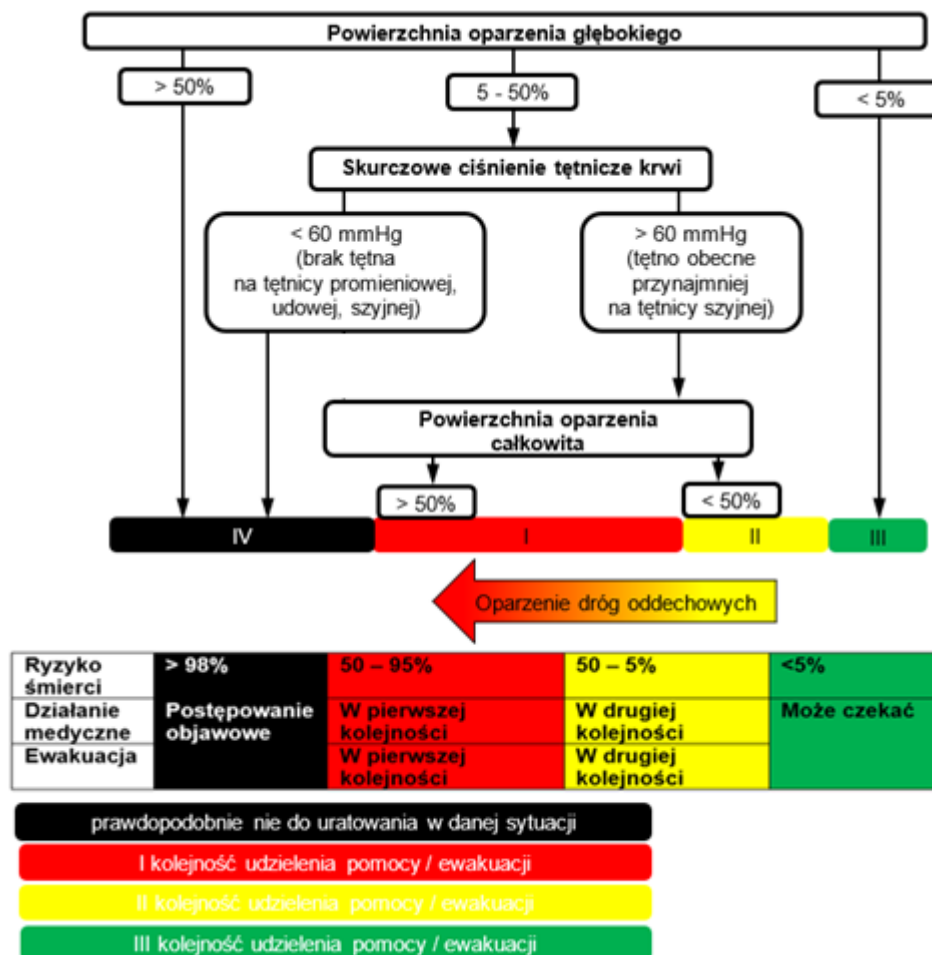 Powierzchnia oparzenia głębokiego
> 50%
5 - 50%
< 5%
Skurczowe ciśnienie tętnicze krwi
< 60 mmHg
(brak tętna
na tętnicy promieniowej,
udowej, szyjnej)
> 60 mmHg
(tętno obecne
przynajmniej
na tętnicy szyjnej)
Powierzchnia oparzenia
całkowita
> 50%
< 50%
IV
I
II
III
Oparzenie dróg oddechowych
Ryzyko
śmierci
> 98%
50 – 95%
50 – 5%
<5%
Działanie
medyczne
Postępowanie
objawowe
W pierwszej
kolejności
W drugiej
kolejności
Może czekać
Ewakuacja
W pierwszej
kolejności
W drugiej
kolejności
prawdopodobnie nie do uratowania w danej sytuacji
I kolejność udzielenia pomocy / ewakuacji
II kolejność udzielenia pomocy / ewakuacji
III kolejność udzielenia pomocy / ewakuacji